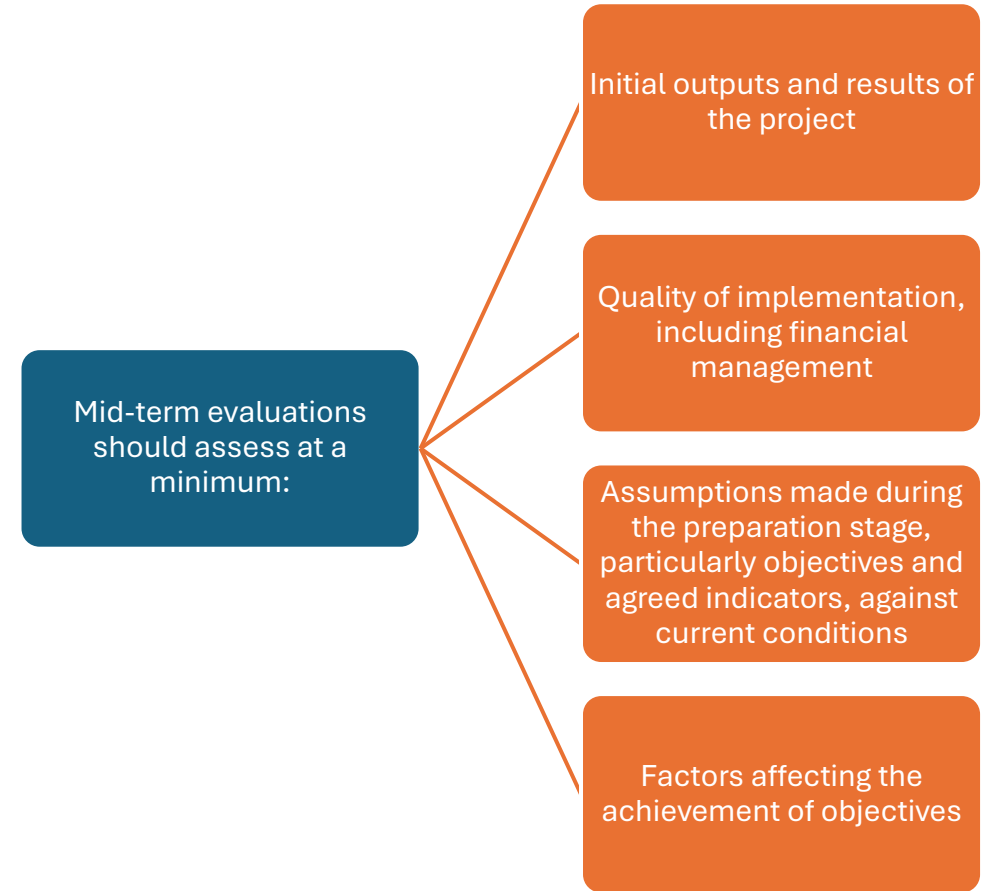 Mid-term evaluations
should assess at a
minimum:
Initial outputs and results of
the project
Quality of implementation,
including financial
management
Assumptions made during
the preparation stage,
particularly objectives and
agreed indicators, against
current conditions
Factors affecting the
achievement of objectives